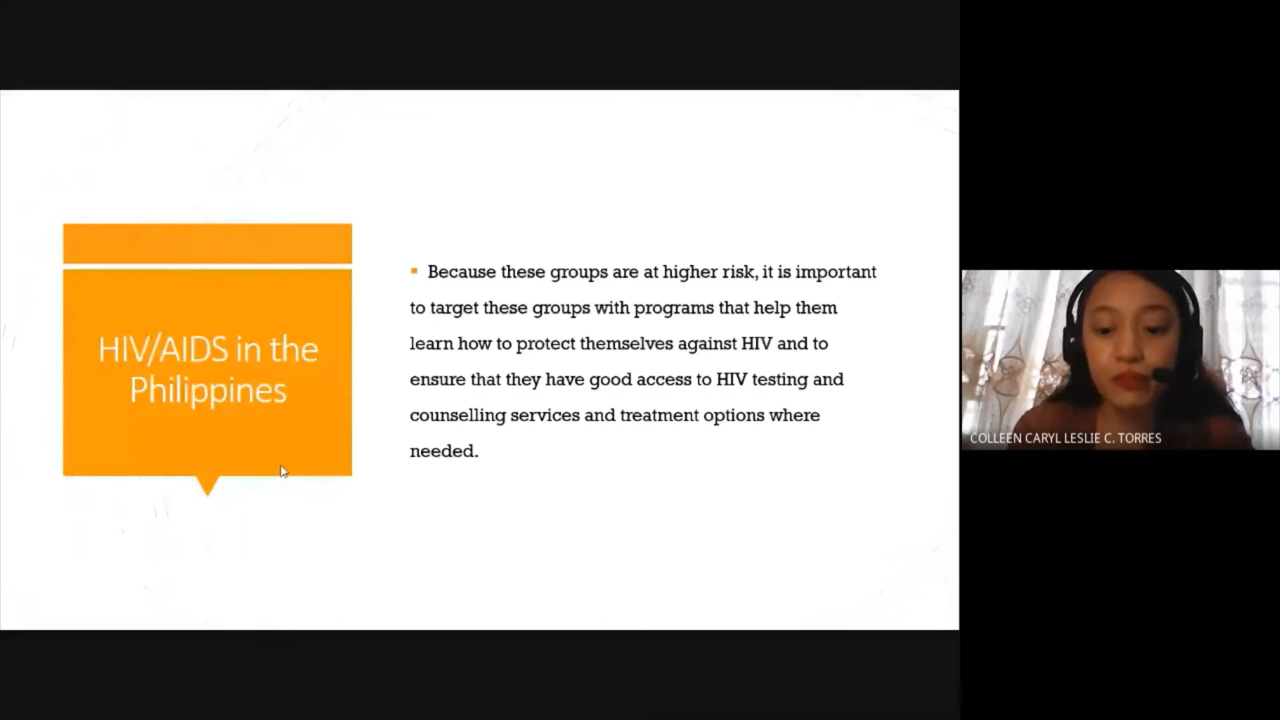 HIV/AIDS in the
Philippines
Because these groups are at higher risk, it is important
to target these groups with programs that help them
learn how to protect themselves against HIV and to
ensure that they have good access to HIV testing and
counselling services and treatment options where
needed.
COLLEEN CARYL LESLIE C. TORRES